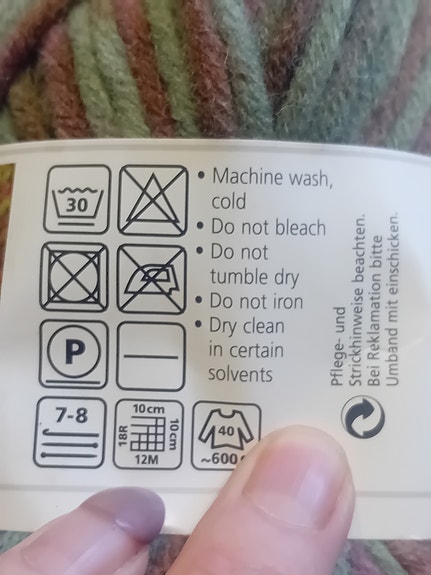 30
P
7-8
10cm
18R
10cm
12M
40
~600
• Machine wash,
cold
• Do not bleach
• Do not
tumble dry
• Do not iron
• Dry clean
in certain
solvents
Pflege- und
Strickhinweise beachten.
Bei Reklamation bitte
Umband mit einschicken.